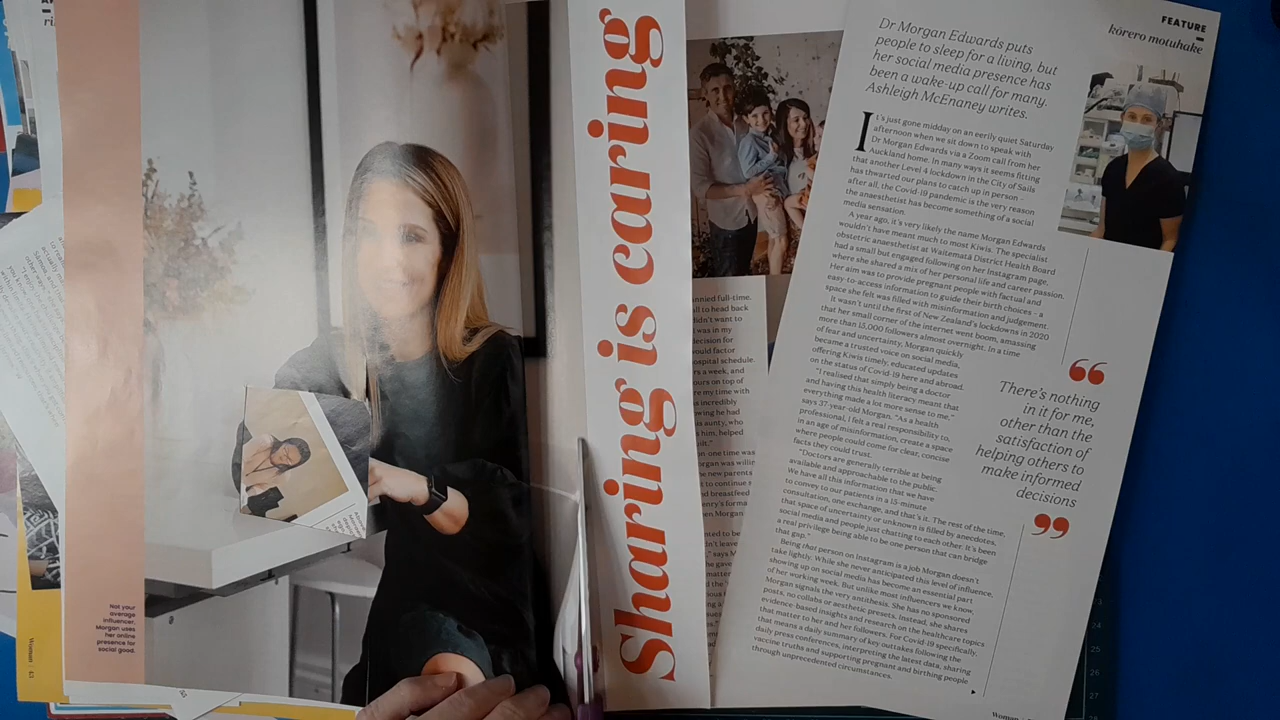 Not your
average
influencer,
Morgan uses
her online
presence for
social good.
Woman | 43
Sharing is caring
FEATURE
kōrero motuhake
Dr Morgan Edwards puts
people to sleep for a living, but
her social media presence has
been a wake-up call for many.
Ashleigh McEnaney writes.
It's just gone midday on an eerily quiet Saturday
afternoon when we sit down to speak with
Dr Morgan Edwards via a Zoom call from her
Auckland home. In many ways it seems fitting
that another Level 4 lockdown in the City of Sails
has thwarted our plans to catch up in person –
after all, the Covid-19 pandemic is the very reason
the anaesthetist has become something of a social
media sensation.
A year ago, it's very likely the name Morgan Edwards
wouldn't have meant much to most Kiwis. The specialist
obstetric anaesthetist at Waitematā District Health Board
had a small but engaged following on her Instagram page,
where she shared a mix of her personal life and career passion.
Her aim was to provide pregnant people with factual and
easy-to-access information to guide their birth choices – a
space she felt was filled with misinformation and judgement.
It wasn't until the first of New Zealand's lockdowns in 2020
that her small corner of the internet went boom, amassing
more than 15,000 followers almost overnight. In a time
of fear and uncertainty, Morgan quickly
became a trusted voice on social media,
offering Kiwis timely, educated updates
on the status of Covid-19 here and abroad.
"I realised that simply being a doctor
and having this health literacy meant that
everything made a lot more sense to me,"
says 37-year-old Morgan. "As a health
professional, I felt a real responsibility to,
in an age of misinformation, create a space
where people could come for clear, concise
facts they could trust.
"Doctors are generally terrible at being
available and approachable to the public.
We have all this information that we have
to convey to our patients in a 15-minute
consultation, one exchange, and that's it. The rest of the time,
that space of uncertainty or unknown is filled by anecdotes,
social media and people just chatting to each other. It's been
a real privilege being able to be one person that can bridge
that gap."
Being that person on Instagram is a job Morgan doesn't
take lightly. While she never anticipated this level of influence,
showing up on social media has become an essential part
of her working week. But unlike most influencers we know,
Morgan signals the very antithesis. She has no sponsored
posts, no collabs or aesthetic presets. Instead, she shares
evidence-based insights and research on the healthcare topics
that matter to her and her followers. For Covid-19 specifically,
that means a daily summary of key outtakes following the
daily press conferences, interpreting the latest data, sharing
vaccine truths and supporting pregnant and birthing people
through unprecedented circumstances.
“
There's nothing
in it for me,
other than the
satisfaction of
helping others to
make informed
decisions
”
Woman